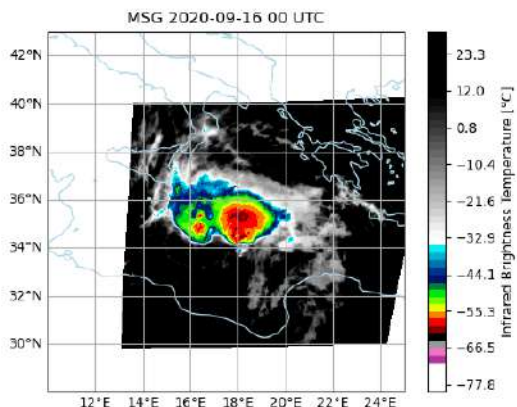 MSG 2020-09-16 00 UTC
42°N
40°N
38°N
36°N
34°N
32°N
30°N
12°E 14°E 16°E 18°E 20°E 22°E 24°E
23.3
12.0
0.8
−10.4
−21.6
−32.9
−44.1
−55.3
−66.5
−77.8
Infrared Brightness Temperature [°C]